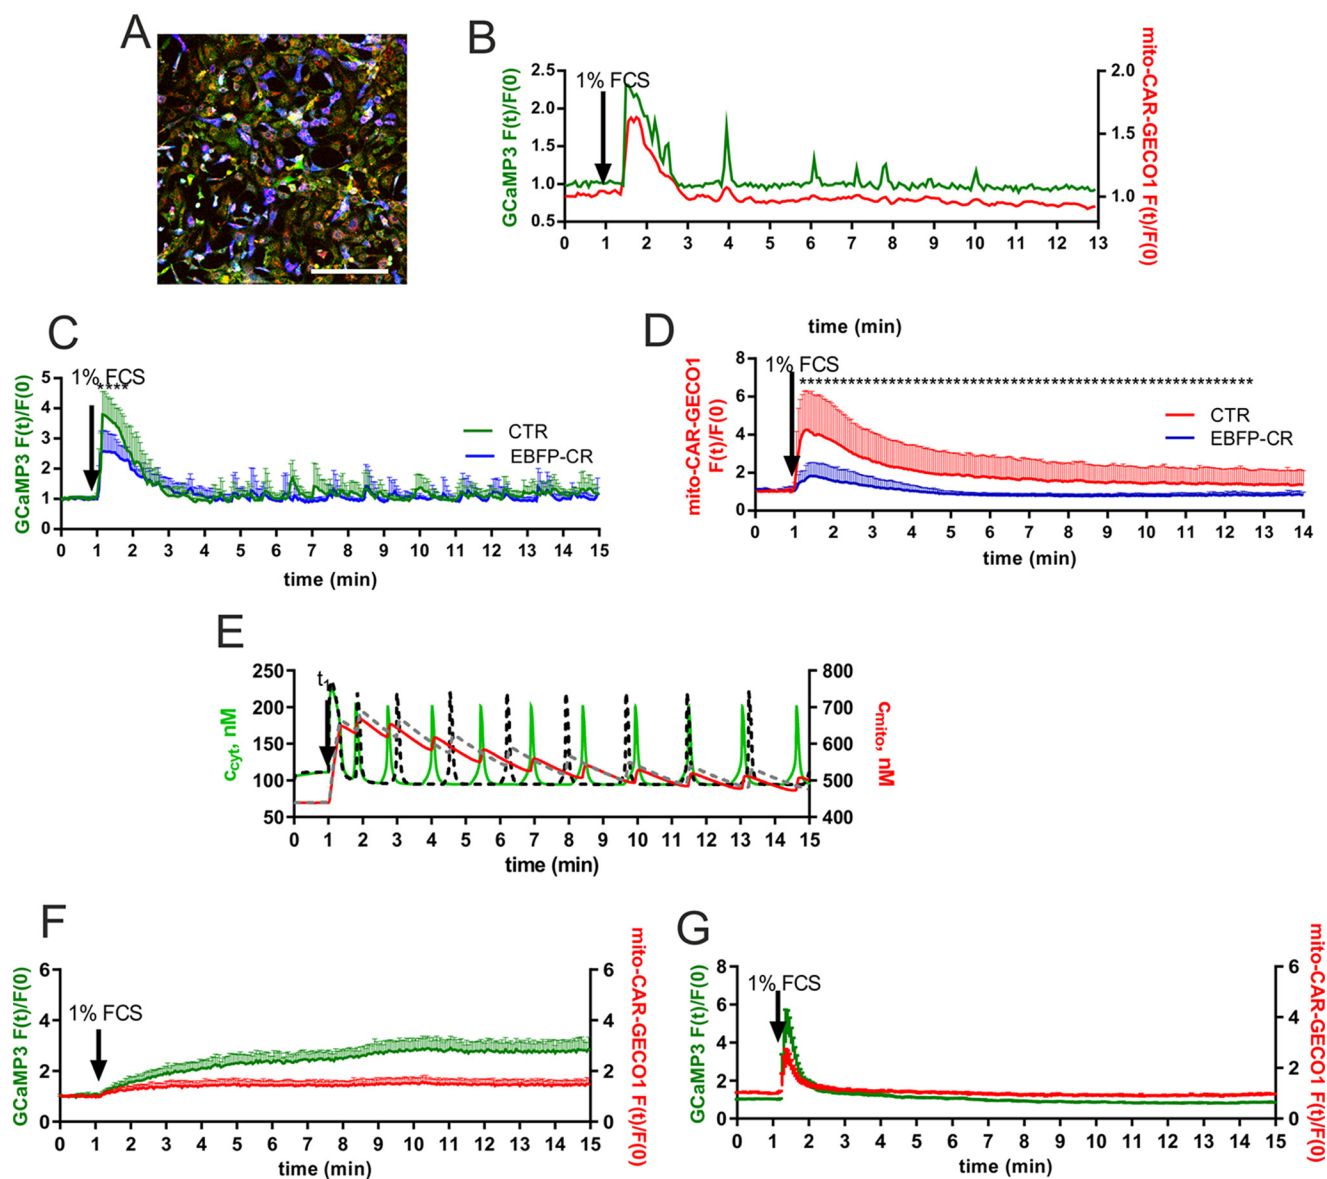 A
B
GCaMP3 F(t)/F(0)
2.5
2.0
1.5
1.0
0.5
1% FCS
2.0
1.5
1.0
mito-CAR-GECO1 F(t)/F(0)
0 1 2 3 4 5 6 7 8 9 10 11 12 13
time (min)
C
GCaMP3 F(t)/F(0)
5
4
3
2
1
0
1% FCS
****
CTR
EBFP-CR
0 1 2 3 4 5 6 7 8 9 10 11 12 13 14 15
time (min)
D
mito-CAR-GECO1
F(t)/F(0)
8
6
4
2
0
1% FCS
CTR
EBFP-CR
0 1 2 3 4 5 6 7 8 9 10 11 12 13 14
time (min)
E
ccyt, nM
250
200
150
100
50
t1
800
700
600
500
400
cmito, nM
0 1 2 3 4 5 6 7 8 9 10 11 12 13 14 15
time (min)
F
GCaMP3 F(t)/F(0)
6
4
2
0
1% FCS
6
4
2
0
mito-CAR-GECO1 F(t)/F(0)
0 1 2 3 4 5 6 7 8 9 10 11 12 13 14 15
time (min)
G
GCaMP3 F(t)/F(0)
8
6
4
2
0
1% FCS
6
4
2
0
mito-CAR-GECO1 F(t)/F(0)
0 1 2 3 4 5 6 7 8 9 10 11 12 13 14 15
time (min)